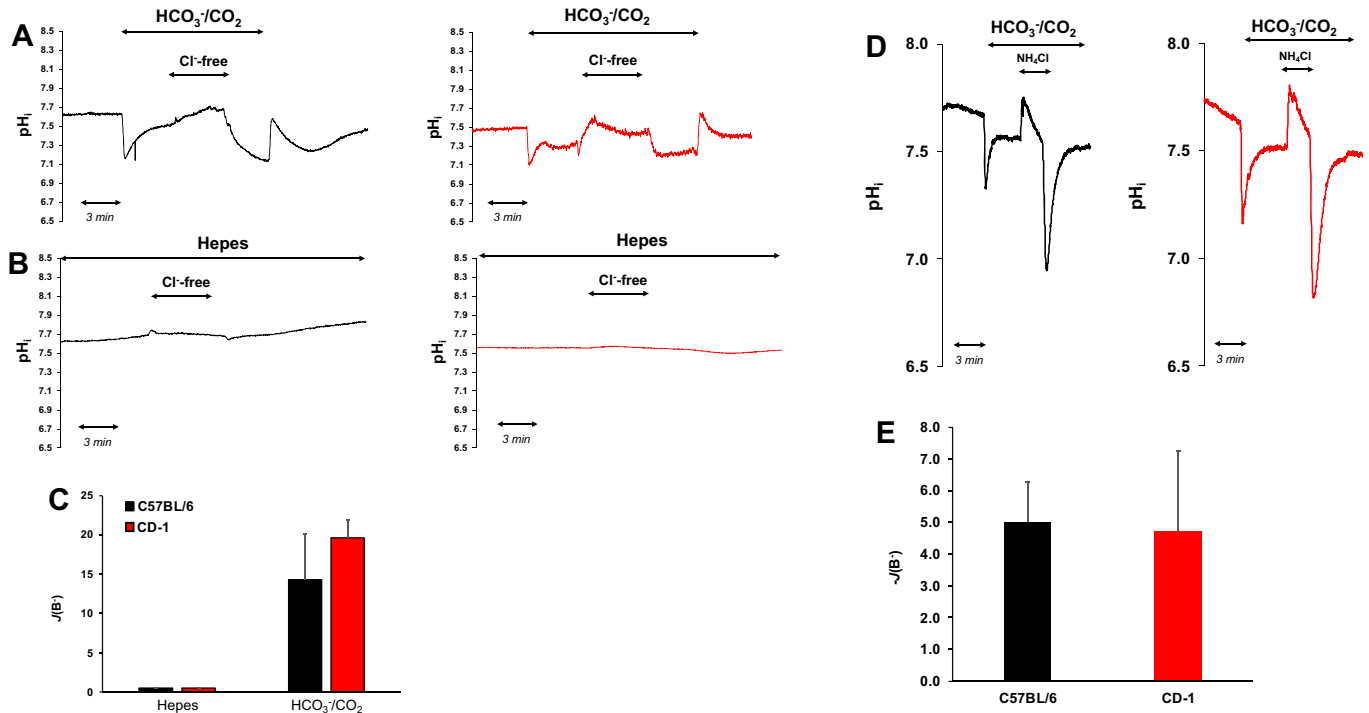 A
HCO₃⁻/CO₂
Cl⁻-free
pHᵢ
8.5
8.3
8.1
7.9
7.7
7.5
7.3
7.1
6.9
6.7
6.5
3 min
HCO₃⁻/CO₂
Cl⁻-free
pHᵢ
8.5
8.3
8.1
7.9
7.7
7.5
7.3
7.1
6.9
6.7
6.5
3 min
B
Hepes
Cl⁻-free
pHᵢ
8.5
8.3
8.1
7.9
7.7
7.5
7.3
7.1
6.9
6.7
6.5
3 min
Hepes
Cl⁻-free
pHᵢ
8.5
8.3
8.1
7.9
7.7
7.5
7.3
7.1
6.9
6.7
6.5
3 min
C
C57BL/6
CD-1
J(B⁻)
25
20
15
10
5
0
Hepes
HCO₃⁻/CO₂
D
HCO₃⁻/CO₂
NH₄Cl
pHᵢ
8.0
7.5
7.0
6.5
3 min
HCO₃⁻/CO₂
NH₄Cl
pHᵢ
8.0
7.5
7.0
6.5
3 min
E
-J(B⁻)
8.0
7.0
6.0
5.0
4.0
3.0
2.0
1.0
0.0
C57BL/6
CD-1